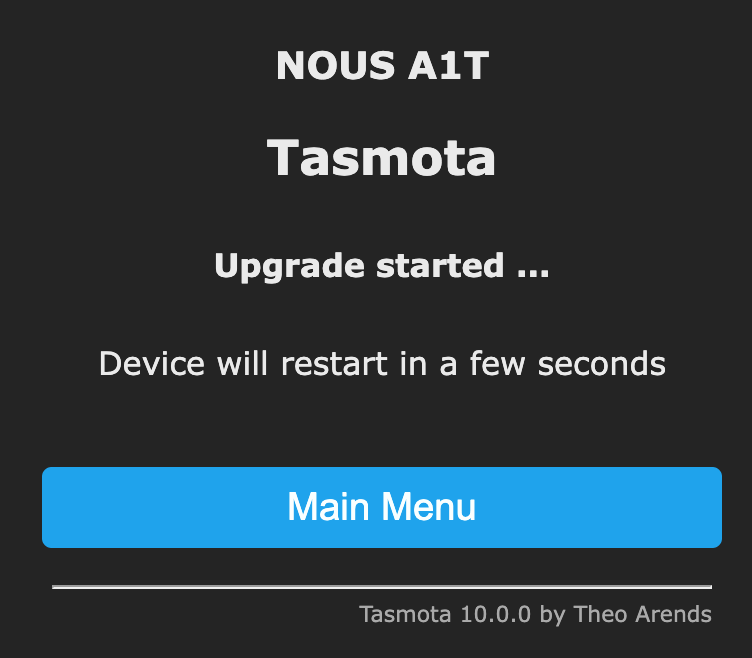 NOUS A1T
Tasmota
Upgrade started ...
Device will restart in a few seconds
Main Menu
Tasmota 10.0.0 by Theo Arends